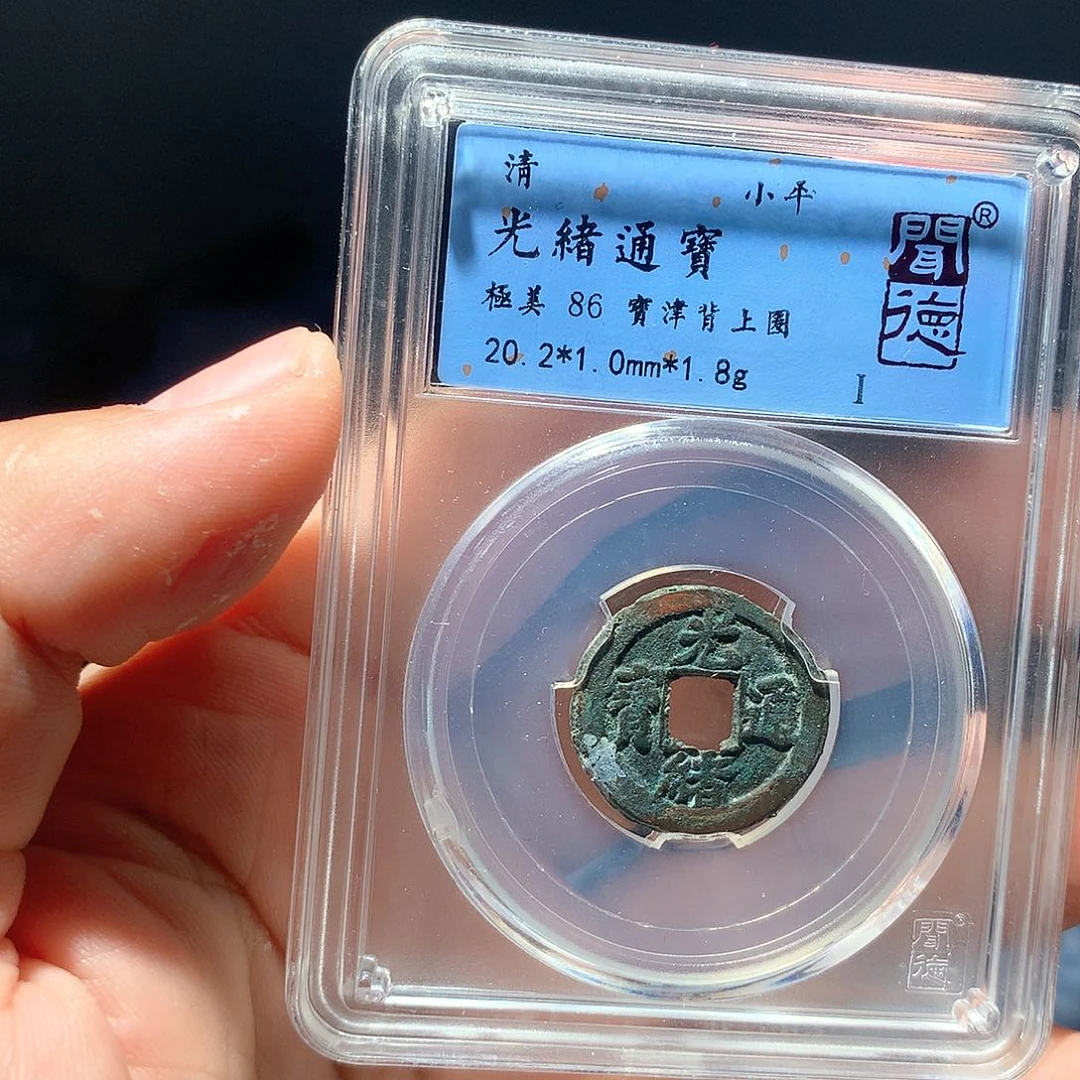 清 小平
光緒通寶
極美 86 寶津背上圈
20.2*1.0mm*1.8g I
聞德®
光緒通寶
聞德